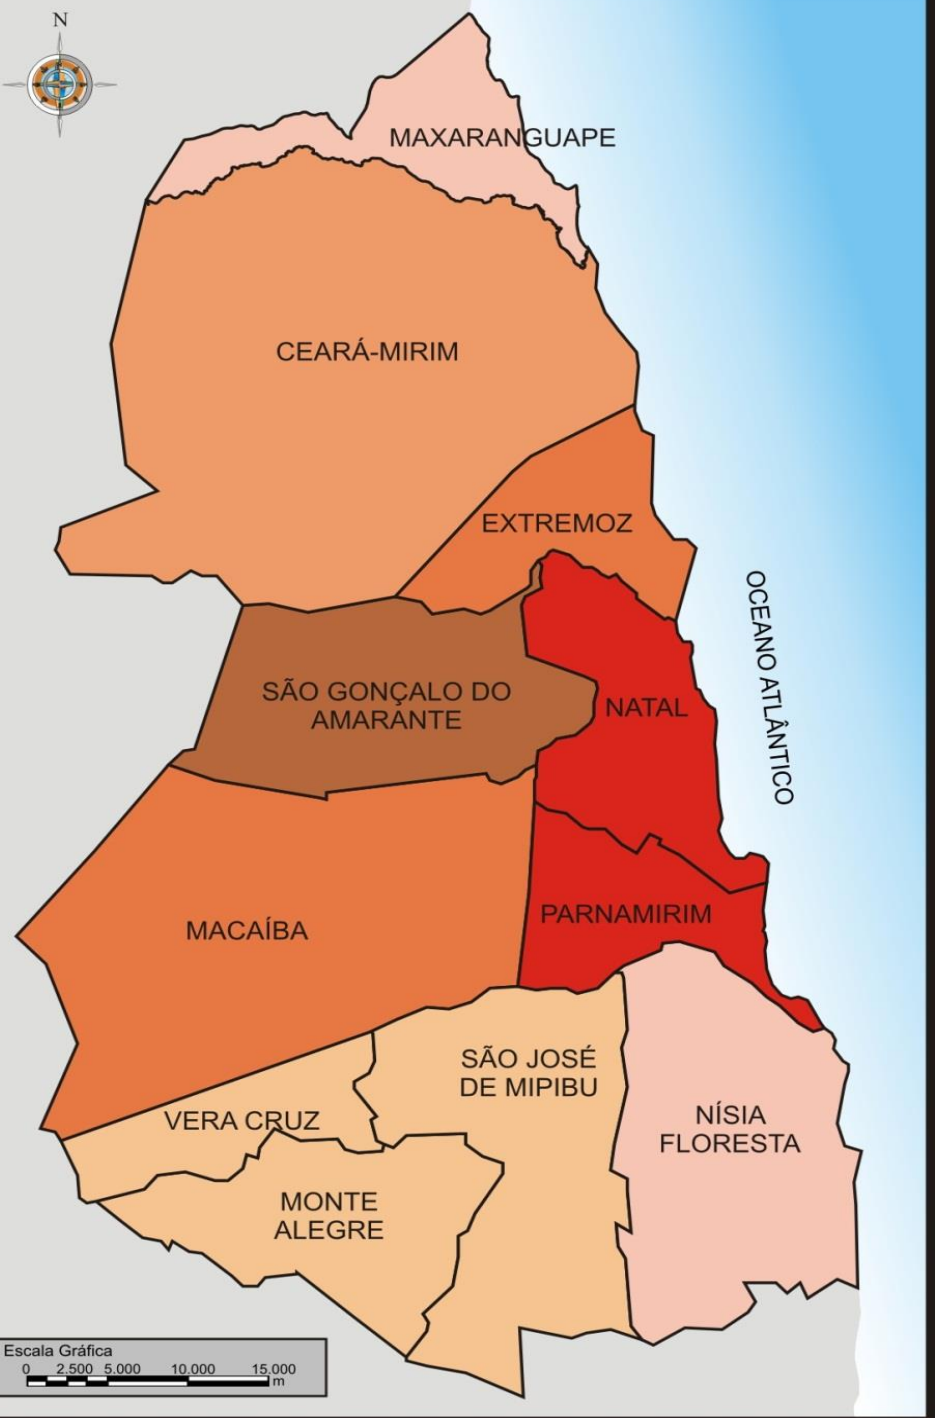 N
MAXARANGUAPE
CEARÁ-MIRIM
EXTREMOZ
OCEANO ATLÂNTICO
SÃO GONÇALO DO
AMARANTE
NATAL
PARNAMIRIM
MACAÍBA
SÃO JOSÉ
DE MIPIBU
VERA CRUZ
NÍSIA
FLORESTA
MONTE
ALEGRE
Escala Gráfica
0 2.500 5.000 10.000 15.000
m